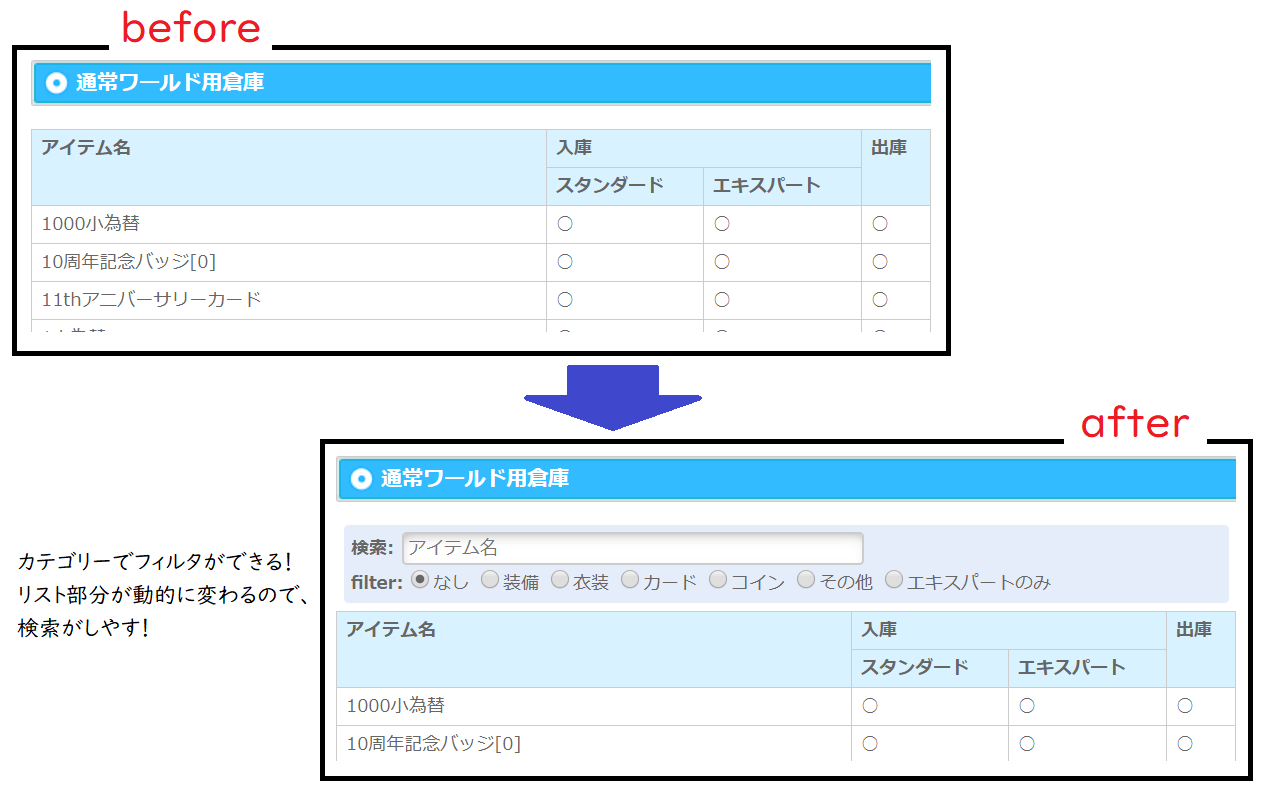 before
通常ワールド用倉庫
アイテム名 入庫 出庫
スタンダード エキスパート
1000小為替 〇 〇 〇
10周年記念バッジ[0] 〇 〇 〇
11thアニバーサリーカード 〇 〇 〇
after
通常ワールド用倉庫
検索: アイテム名
filter: なし 装備 衣装 カード コイン その他 エキスパートのみ
アイテム名 入庫 出庫
スタンダード エキスパート
1000小為替 〇 〇 〇
10周年記念バッジ[0] 〇 〇 〇
カテゴリーでフィルタができる!
リスト部分が動的に変わるので、
検索がしやす!